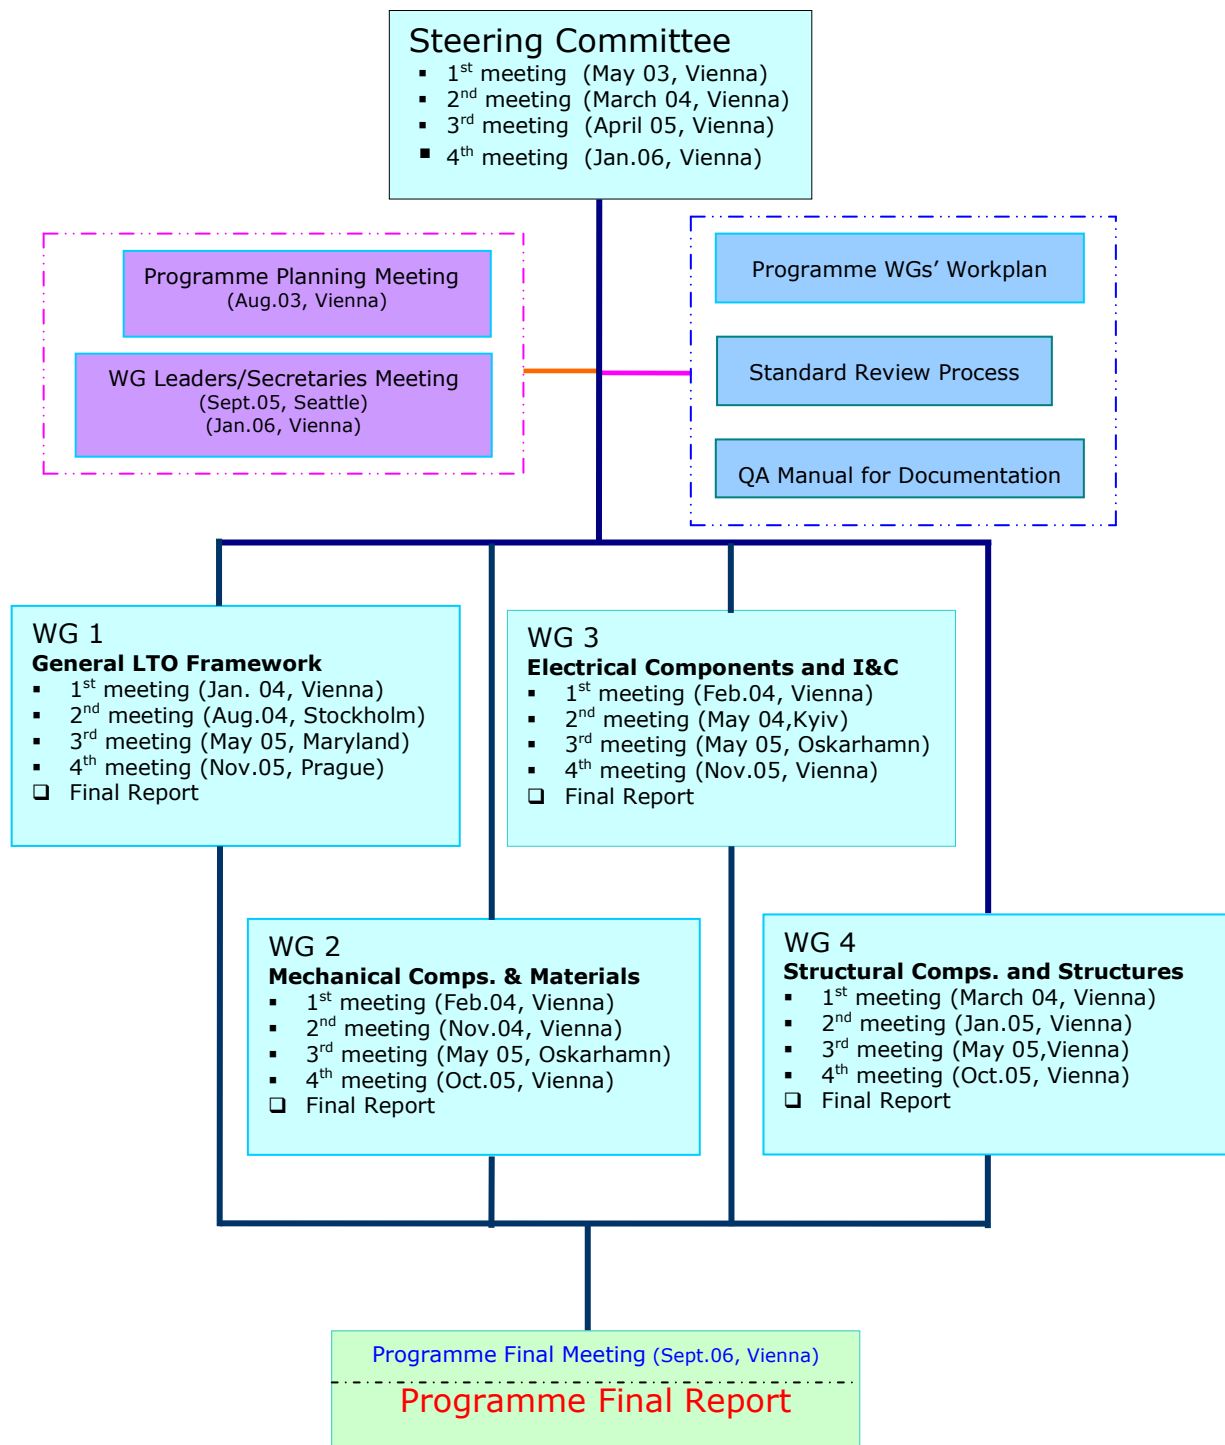 Steering Committee
▪ 1st meeting (May 03, Vienna)
▪ 2nd meeting (March 04, Vienna)
▪ 3rd meeting (April 05, Vienna)
▪ 4th meeting (Jan.06, Vienna)
Programme Planning Meeting
(Aug.03, Vienna)
WG Leaders/Secretaries Meeting
(Sept.05, Seattle)
(Jan.06, Vienna)
Programme WGs’ Workplan
Standard Review Process
QA Manual for Documentation
WG 1
General LTO Framework
▪ 1st meeting (Jan. 04, Vienna)
▪ 2nd meeting (Aug.04, Stockholm)
▪ 3rd meeting (May 05, Maryland)
▪ 4th meeting (Nov.05, Prague)
❑ Final Report
WG 3
Electrical Components and I&C
▪ 1st meeting (Feb.04, Vienna)
▪ 2nd meeting (May 04,Kyiv)
▪ 3rd meeting (May 05, Oskarhamn)
▪ 4th meeting (Nov.05, Vienna)
❑ Final Report
WG 2
Mechanical Comps. & Materials
▪ 1st meeting (Feb.04, Vienna)
▪ 2nd meeting (Nov.04, Vienna)
▪ 3rd meeting (May 05, Oskarhamn)
▪ 4th meeting (Oct.05, Vienna)
❑ Final Report
WG 4
Structural Comps. and Structures
▪ 1st meeting (March 04, Vienna)
▪ 2nd meeting (Jan.05, Vienna)
▪ 3rd meeting (May 05,Vienna)
▪ 4th meeting (Oct.05, Vienna)
❑ Final Report
Programme Final Meeting (Sept.06, Vienna)
Programme Final Report